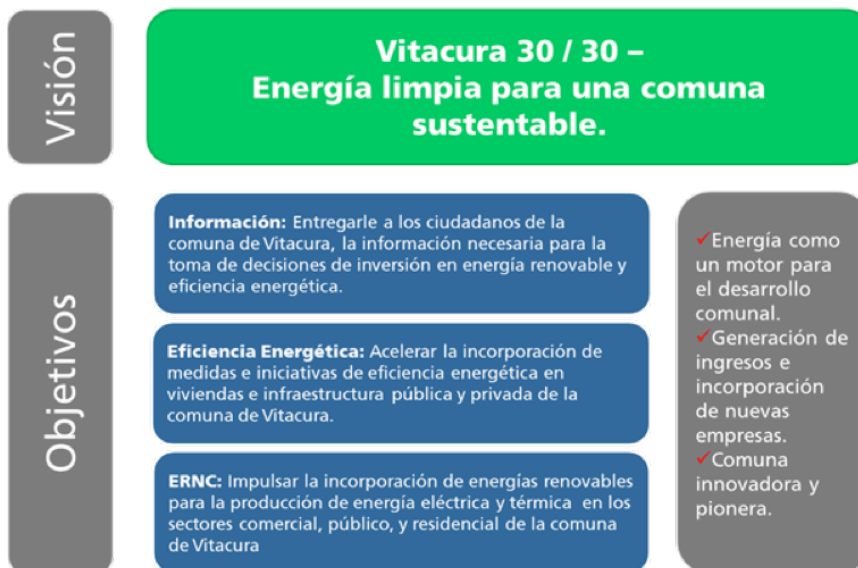 Visión
Vitacura 30 / 30 –
Energía limpia para una comuna
sustentable.
Objetivos
Información: Entregarle a los ciudadanos de la
comuna de Vitacura, la información necesaria para la
toma de decisiones de inversión en energía renovable y
eficiencia energética.
Eficiencia Energética: Acelerar la incorporación de
medidas e iniciativas de eficiencia energética en
viviendas e infraestructura pública y privada de la
comuna de Vitacura.
ERNC: Impulsar la incorporación de energías renovables
para la producción de energía eléctrica y térmica en los
sectores comercial, público, y residencial de la comuna
de Vitacura
✓Energía como
un motor para
el desarrollo
comunal.
✓Generación de
ingresos e
incorporación
de nuevas
empresas.
✓Comuna
innovadora y
pionera.